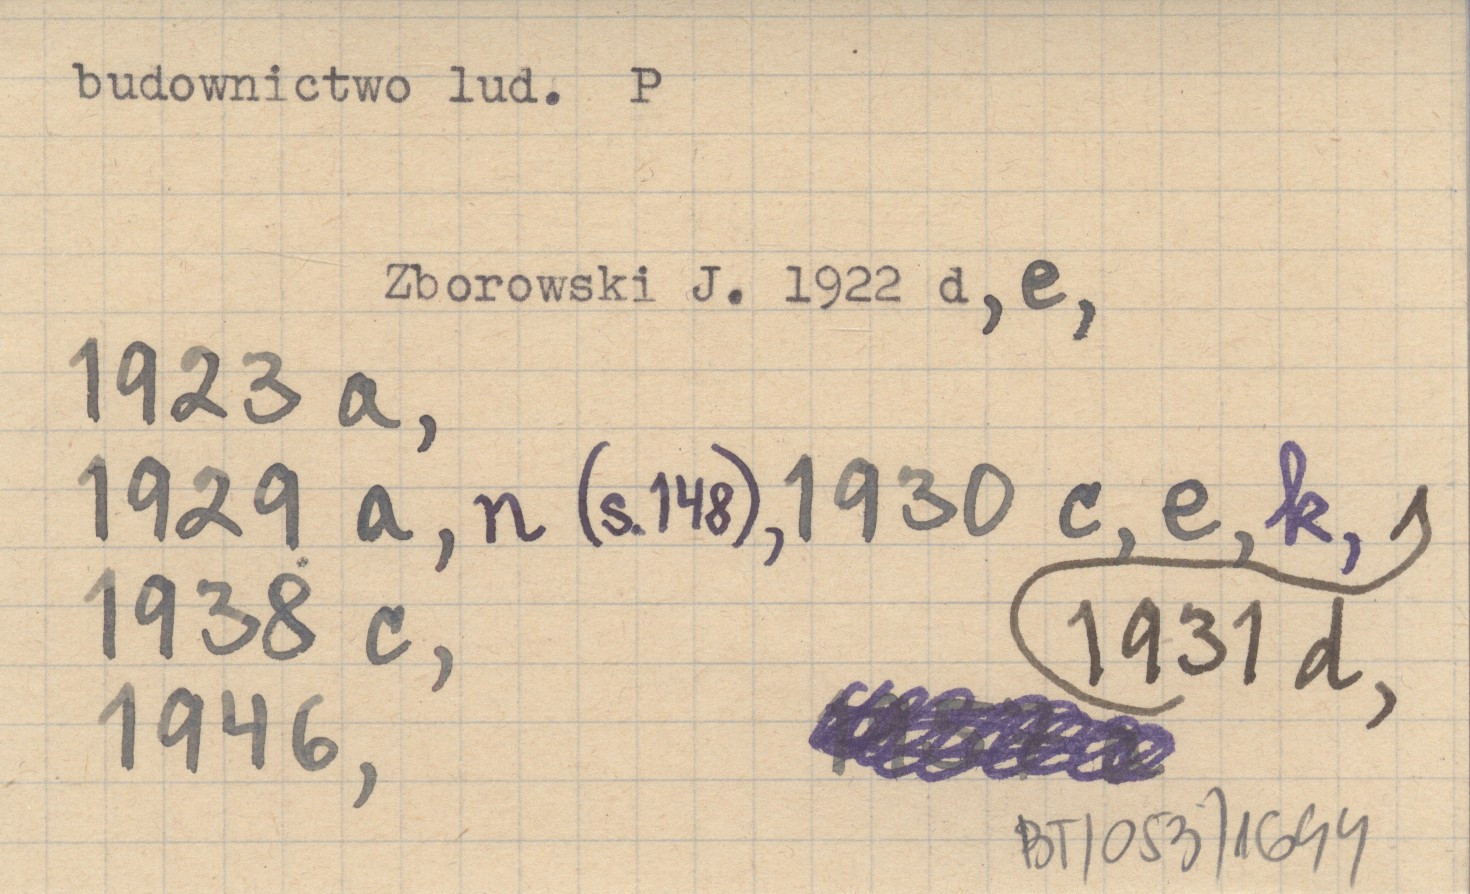 budownictwo lud. P
Zborowski J. 1922 d, e,
1923 a,
1929 a, n (s.148), 1930 c, e, k,
1931 d,
1938 c,
1946,
BT/053/1644